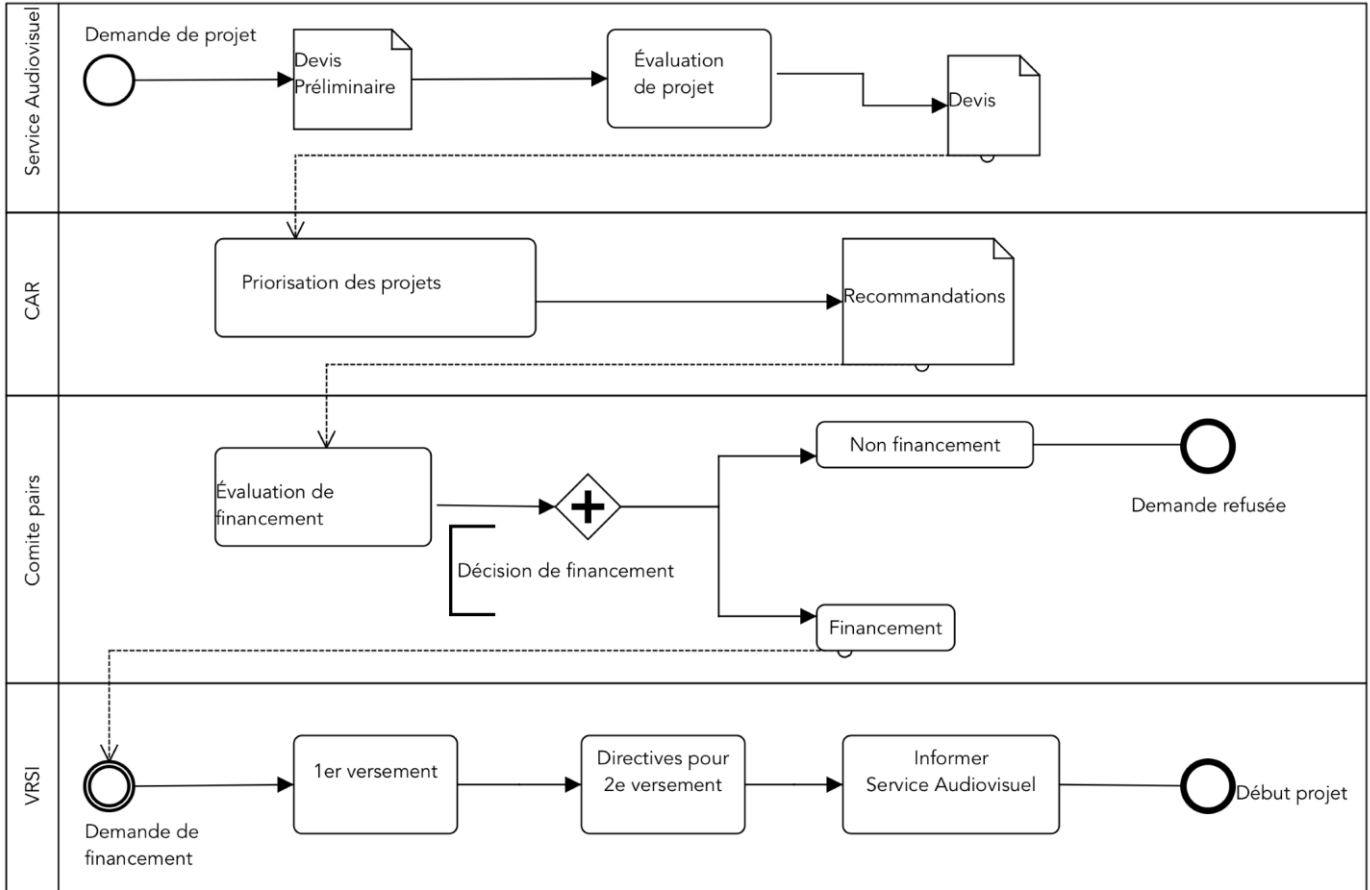 Service Audiovisuel
Demande de projet
Devis
Préliminaire
Évaluation
de projet
Devis
CAR
Priorisation des projets
Recommandations
Comite pairs
Évaluation de
financement
Décision de financement
Non financement
Demande refusée
Financement
VRSI
Demande de
financement
1er versement
Directives pour
2e versement
Informer
Service Audiovisuel
Début projet